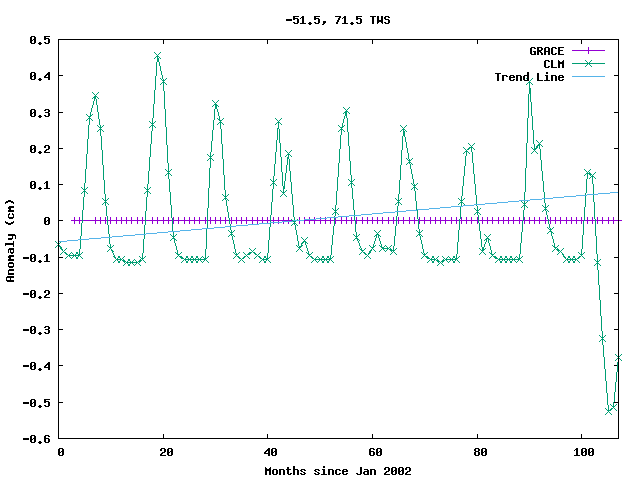 -51.5, 71.5 TWS
GRACE
CLM
Trend Line
0.5
0.4
0.3
0.2
0.1
0
-0.1
-0.2
-0.3
-0.4
-0.5
-0.6
Anomaly (cm)
0 20 40 60 80 100
Months since Jan 2002